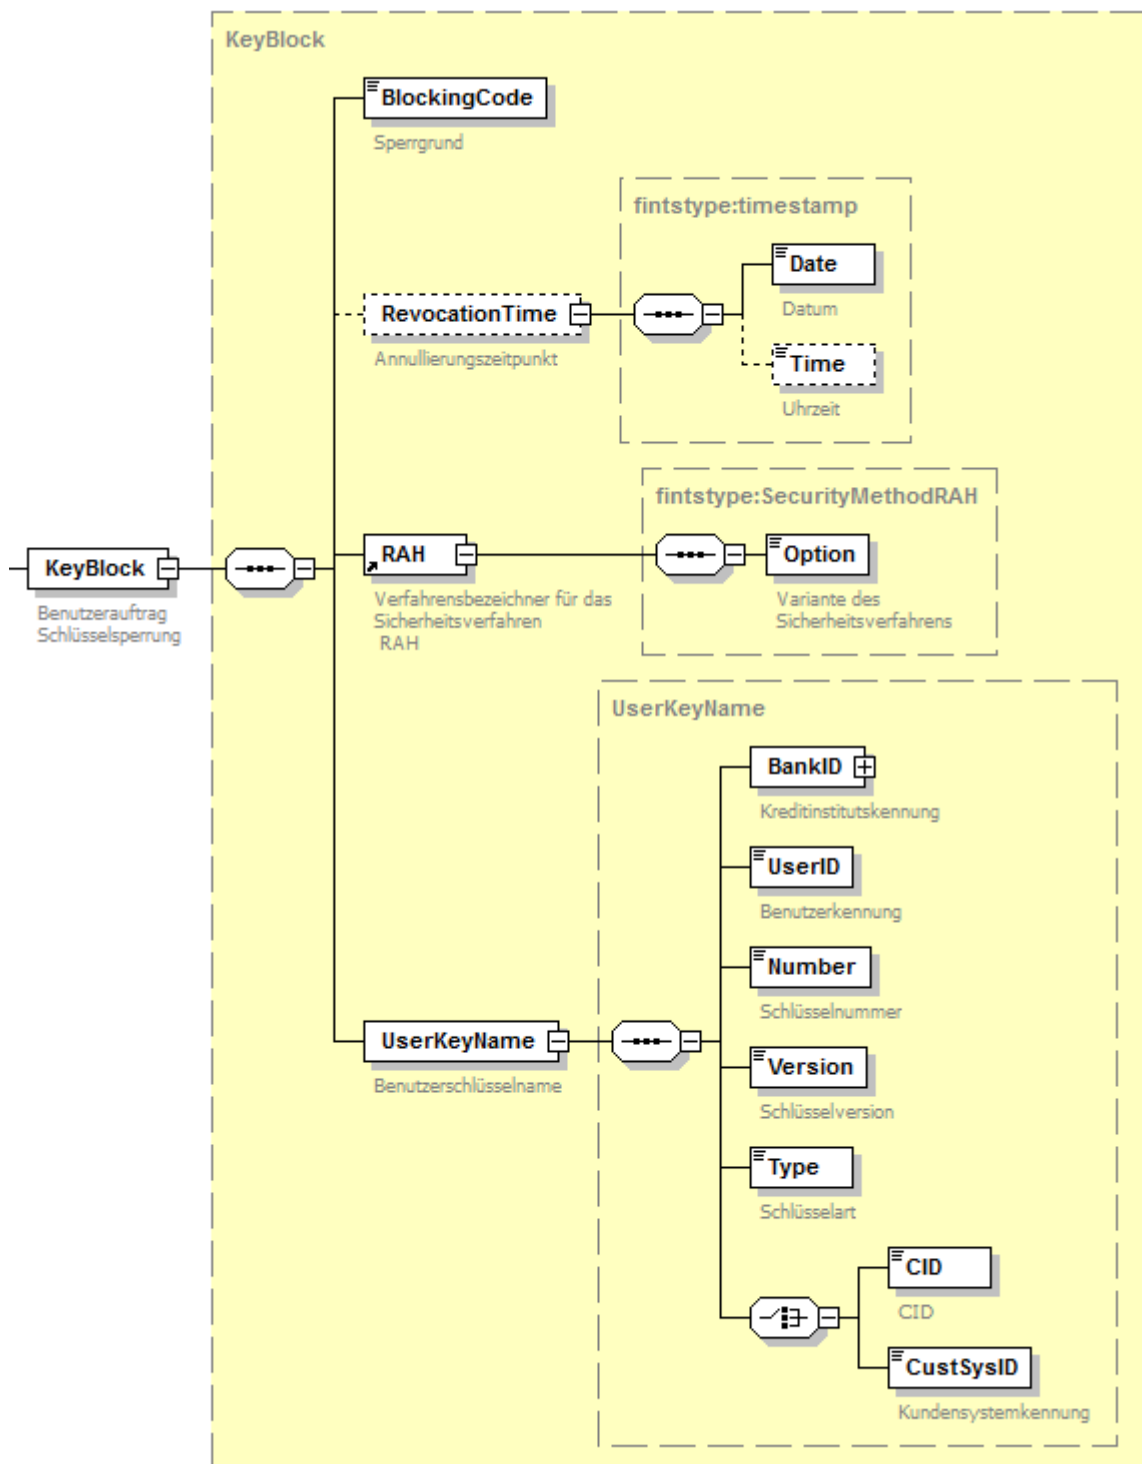 KeyBlock
BlockingCode
Sperrgrund
fintstype:timestamp
Date
Datum
RevocationTime
Annullierungszeitpunkt
Time
Uhrzeit
fintstype:SecurityMethodRAH
KeyBlock
Benutzerauftrag
Schlüsselsperrung
RAH
Verfahrensbezeichner für das
Sicherheitsverfahren
RAH
Option
Variante des
Sicherheitsverfahrens
UserKeyName
BankID
Kreditinstitutskennung
UserID
Benutzerkennung
Number
Schlüsselnummer
UserKeyName
Benutzerschlüsselname
Version
Schlüsselversion
Type
Schlüsselart
CID
CID
CustSysID
Kundensystemkennung